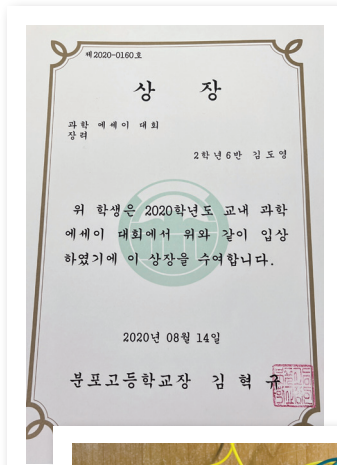 제2020-0160호
상 장
과학 에세이 대회
장려
2학년6반 김도영
위 학생은 2020학년도 교내 과학
에세이 대회에서 위와 같이 입상
하였기에 이 상장을 수여합니다.
2020년 08월 14일
분포고등학교장 김혁규